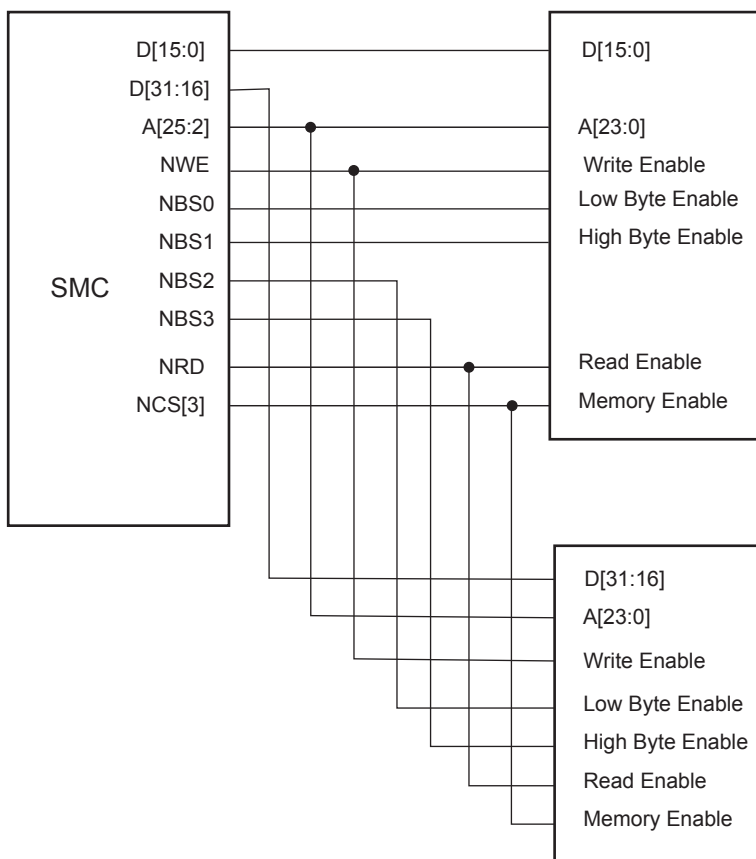 D[15:0]
D[31:16]
A[25:2]
NWE
NBS0
NBS1
NBS2
NBS3
NRD
NCS[3]
SMC
D[15:0]
A[23:0]
Write Enable
Low Byte Enable
High Byte Enable
Read Enable
Memory Enable
D[31:16]
A[23:0]
Write Enable
Low Byte Enable
High Byte Enable
Read Enable
Memory Enable